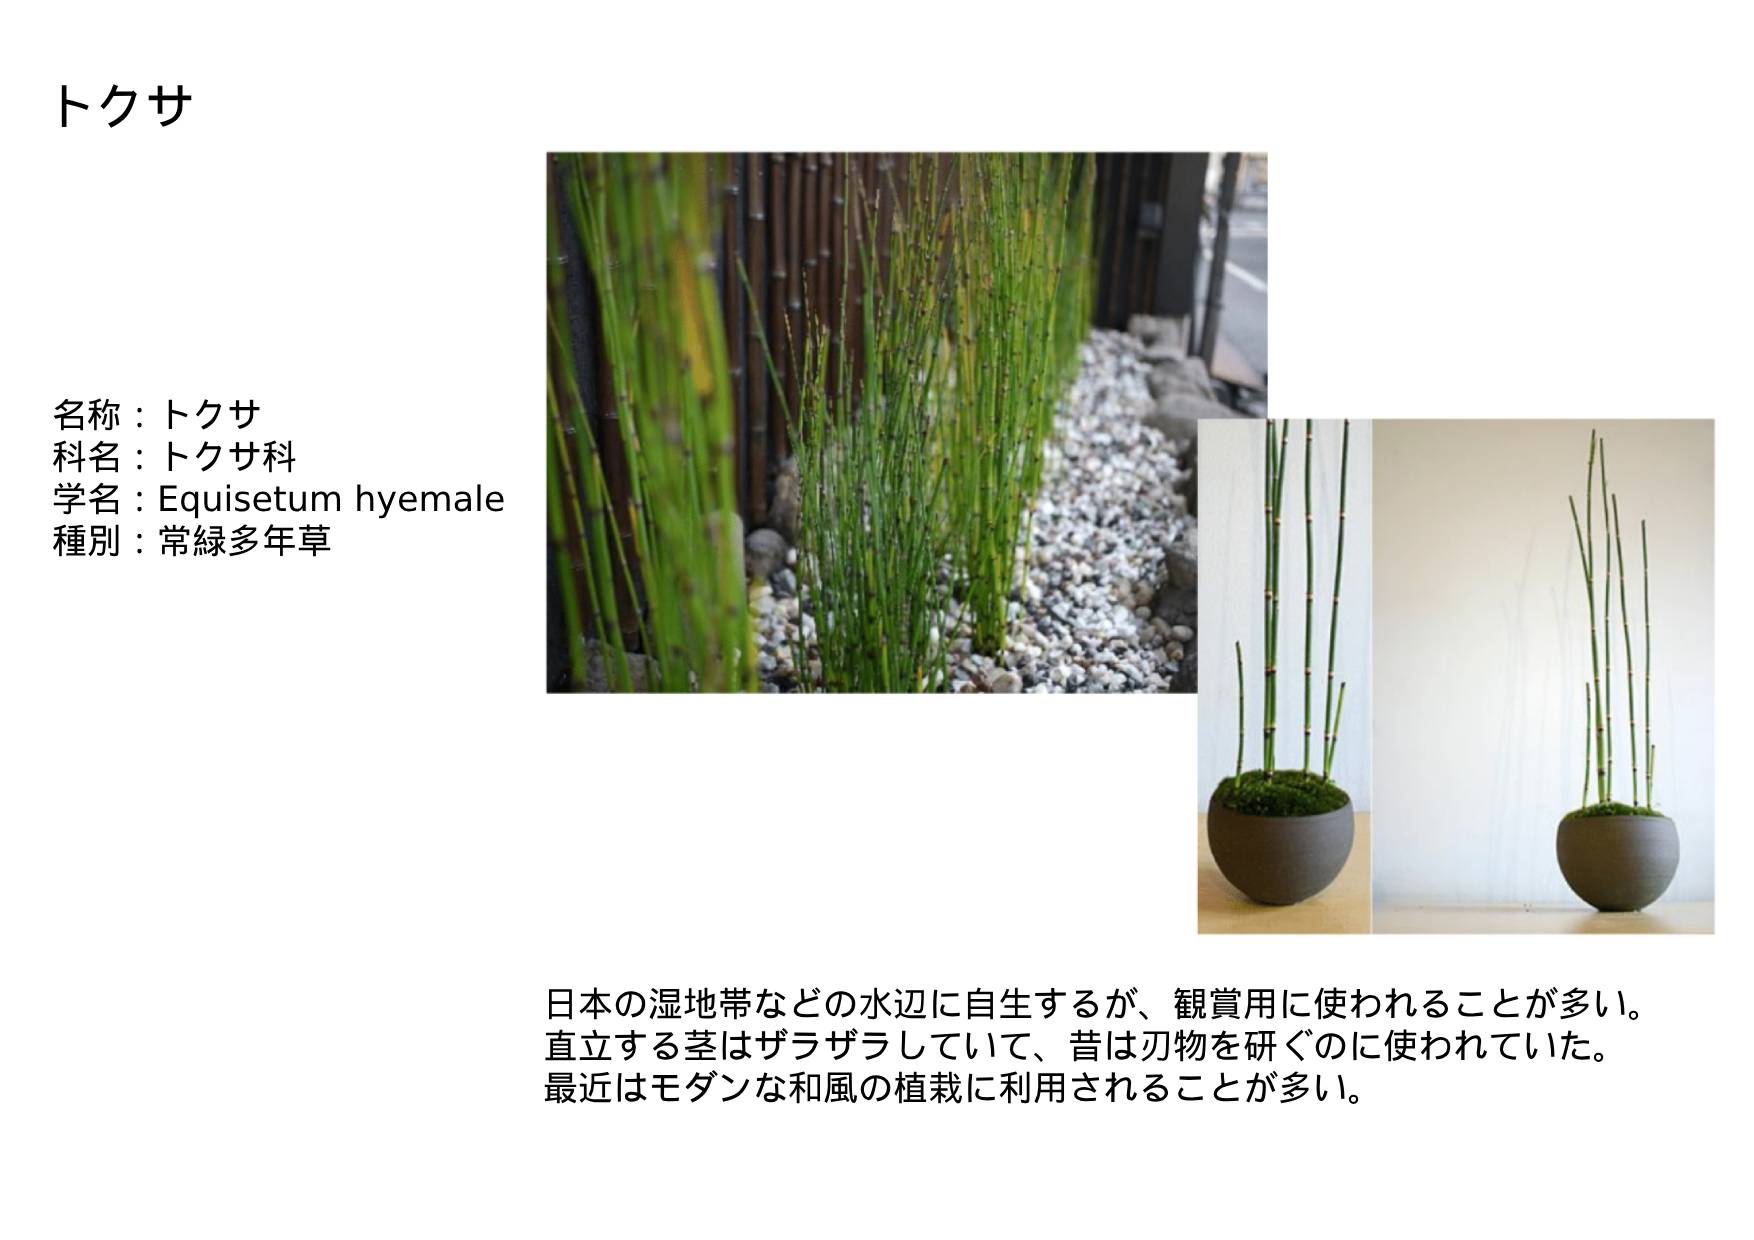 トクサ
名称：トクサ
科名：トクサ科
学名：Equisetum hyemale
種別：常緑多年草
日本の湿地帯などの水辺に自生するが、観賞用に使われることが多い。
直立する茎はザラザラしていて、昔は刃物を研ぐのに使われていた。
最近はモダンな和風の植栽に利用されることが多い。